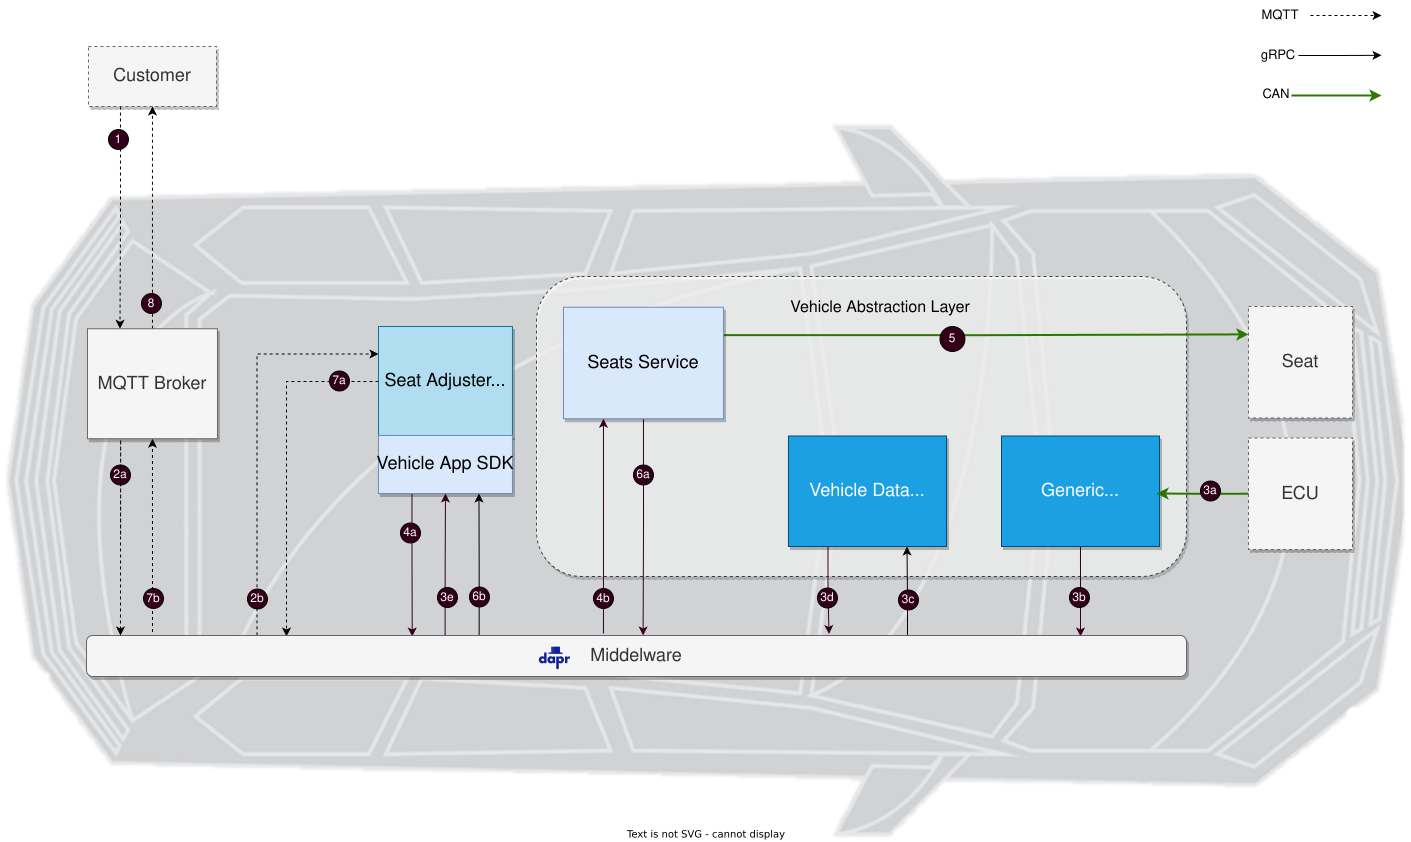 MQTT
gRPC
CAN
Customer
1
8
MQTT Broker
2a
7b
2b
7a
Seat Adjuster...
Vehicle App SDK
4a
3e
6b
Vehicle Abstraction Layer
Seats Service
5
Seat
4b
6a
Vehicle Data...
Generic...
3a
ECU
3d
3c
3b
dapr
Middelware
Text is not SVG - cannot display